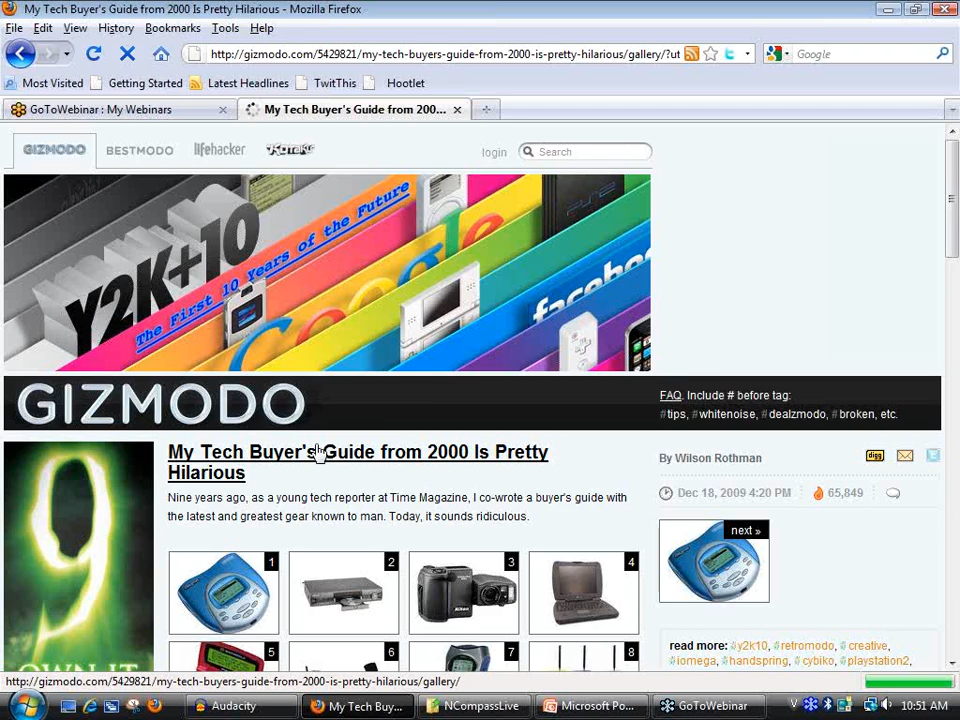 My Tech Buyer's Guide from 2000 Is Pretty Hilarious - Mozilla Firefox
File Edit View History Bookmarks Tools Help
http://gizmodo.com/5429821/my-tech-buyers-guide-from-2000-is-pretty-hilarious/gallery/?ut
Google
Most Visited Getting Started Latest Headlines TwitThis Hootlet
GoToWebinar : My Webinars
My Tech Buyer's Guide from 200...
GIZMODO BESTMODO lifehacker KOTAKU
login Search
Y2K+10
The First 10 Years of the Future
Google
facebo
GIZMODO
FAQ. Include # before tag:
#tips, #whitenoise, #dealzmodo, #broken, etc.
9
OWN IT
My Tech Buyer's Guide from 2000 Is Pretty
Hilarious
Nine years ago, as a young tech reporter at Time Magazine, I co-wrote a buyer's guide with
the latest and greatest gear known to man. Today, it sounds ridiculous.
By Wilson Rothman
digg
Dec 18, 2009 4:20 PM 65,849
next »
1 2 3 4
5 6 7 8
read more: #y2k10, #retromodo, #creative,
#iomega, #handspring, #cybiko, #playstation2,
http://gizmodo.com/5429821/my-tech-buyers-guide-from-2000-is-pretty-hilarious/gallery/
Audacity My Tech Buy... NCompassLive Microsoft Po... GoToWebinar V 10:51 AM